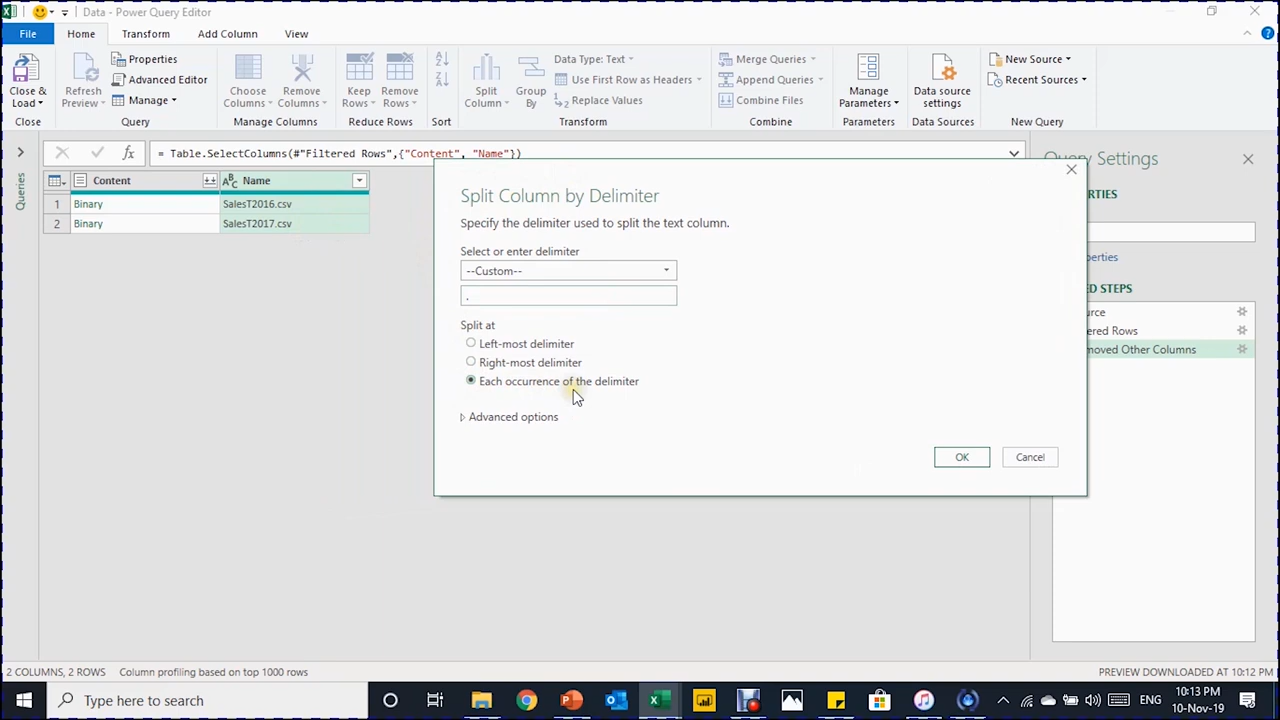 Data - Power Query Editor
File Home Transform Add Column View
Close & Load
Refresh Preview
Properties
Advanced Editor
Manage
Choose Columns
Remove Columns
Keep Rows
Remove Rows
Split Column
Group By
Data Type: Text
Use First Row as Headers
Replace Values
Merge Queries
Append Queries
Combine Files
Manage Parameters
Data source settings
New Source
Recent Sources
Close Query Manage Columns Reduce Rows Sort Transform Combine Parameters Data Sources New Query
fx = Table.SelectColumns(#"Filtered Rows",{"Content", "Name"})
Queries
Content ABC Name
1 Binary SalesT2016.csv
2 Binary SalesT2017.csv
Split Column by Delimiter
Specify the delimiter used to split the text column.
Select or enter delimiter
--Custom--
.
Split at
Left-most delimiter
Right-most delimiter
Each occurrence of the delimiter
Advanced options
OK Cancel
Query Settings
RTIES
operties
ED STEPS
urce
ered Rows
moved Other Columns
2 COLUMNS, 2 ROWS Column profiling based on top 1000 rows
PREVIEW DOWNLOADED AT 10:12 PM
Type here to search
ENG
10:13 PM
10-Nov-19